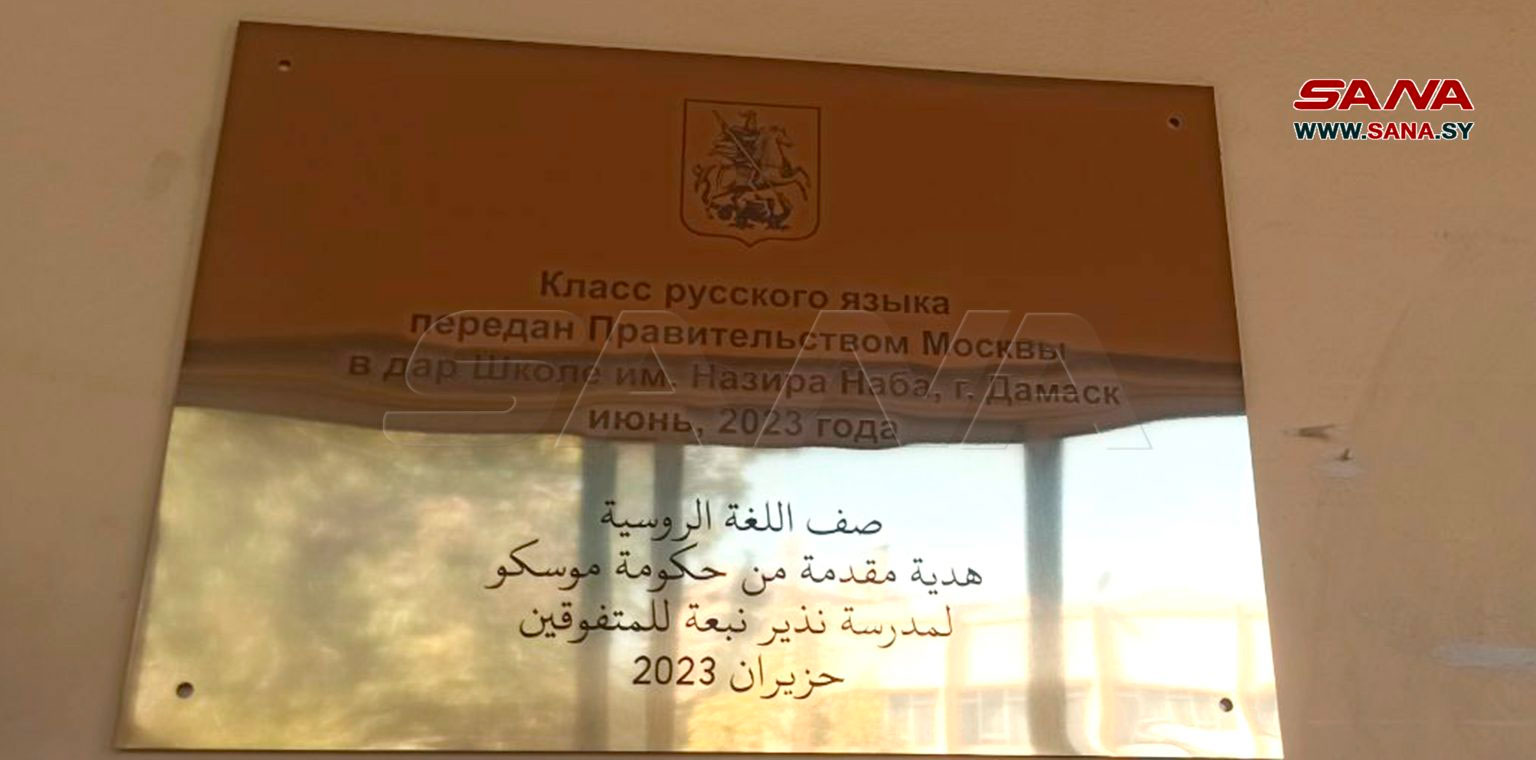 SANA
WWW.SANA.SY
Класс русского языка
передан Правительством Москвы
в дар Школе им. Назира Наба, г. Дамаск
июнь, 2023 года
SANA
صف اللغة الروسية
هدية مقدمة من حكومة موسكو
لمدرسة نذير نبعة للمتفوقين
حزيران 2023